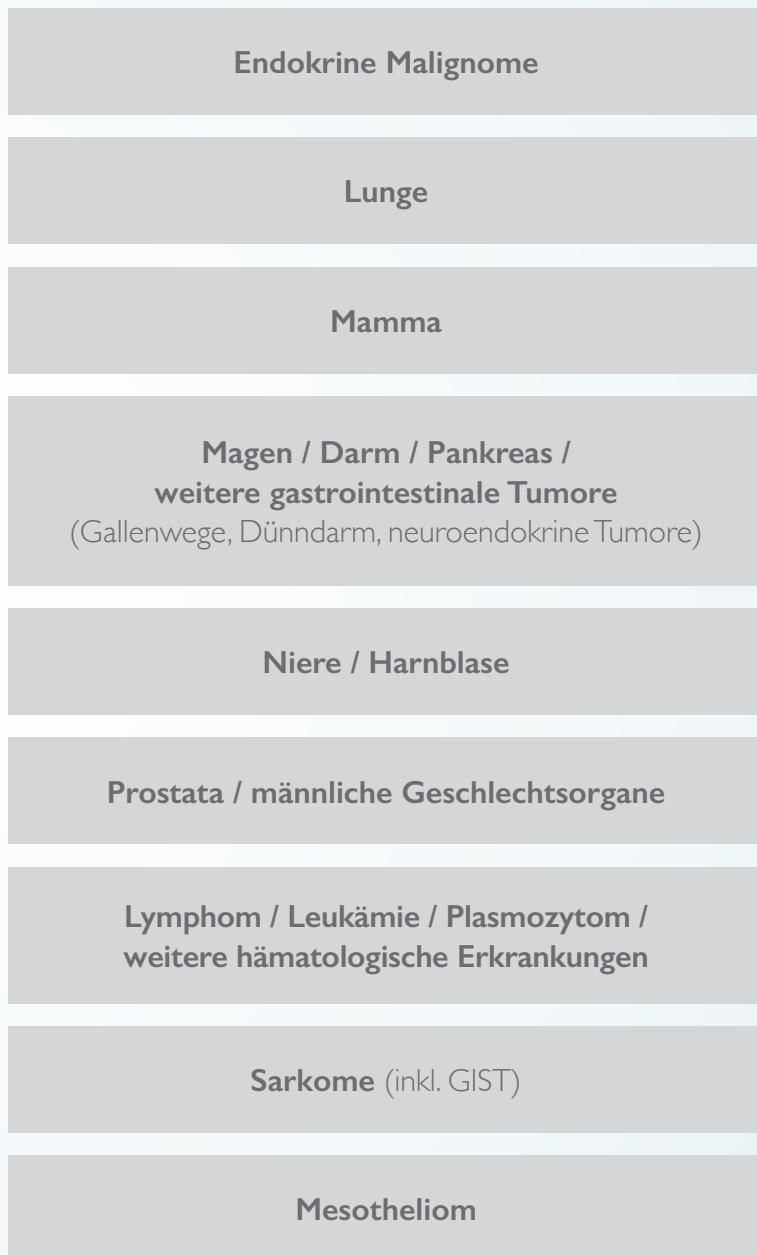 Endokrine Malignome
Lunge
Mamma
Magen / Darm / Pankreas /
weitere gastrointestinale Tumore
(Gallenwege, Dünndarm, neuroendokrine Tumore)
Niere / Harnblase
Prostata / männliche Geschlechtsorgane
Lymphom / Leukämie / Plasmozytom /
weitere hämatologische Erkrankungen
Sarkome (inkl. GIST)
Mesotheliom